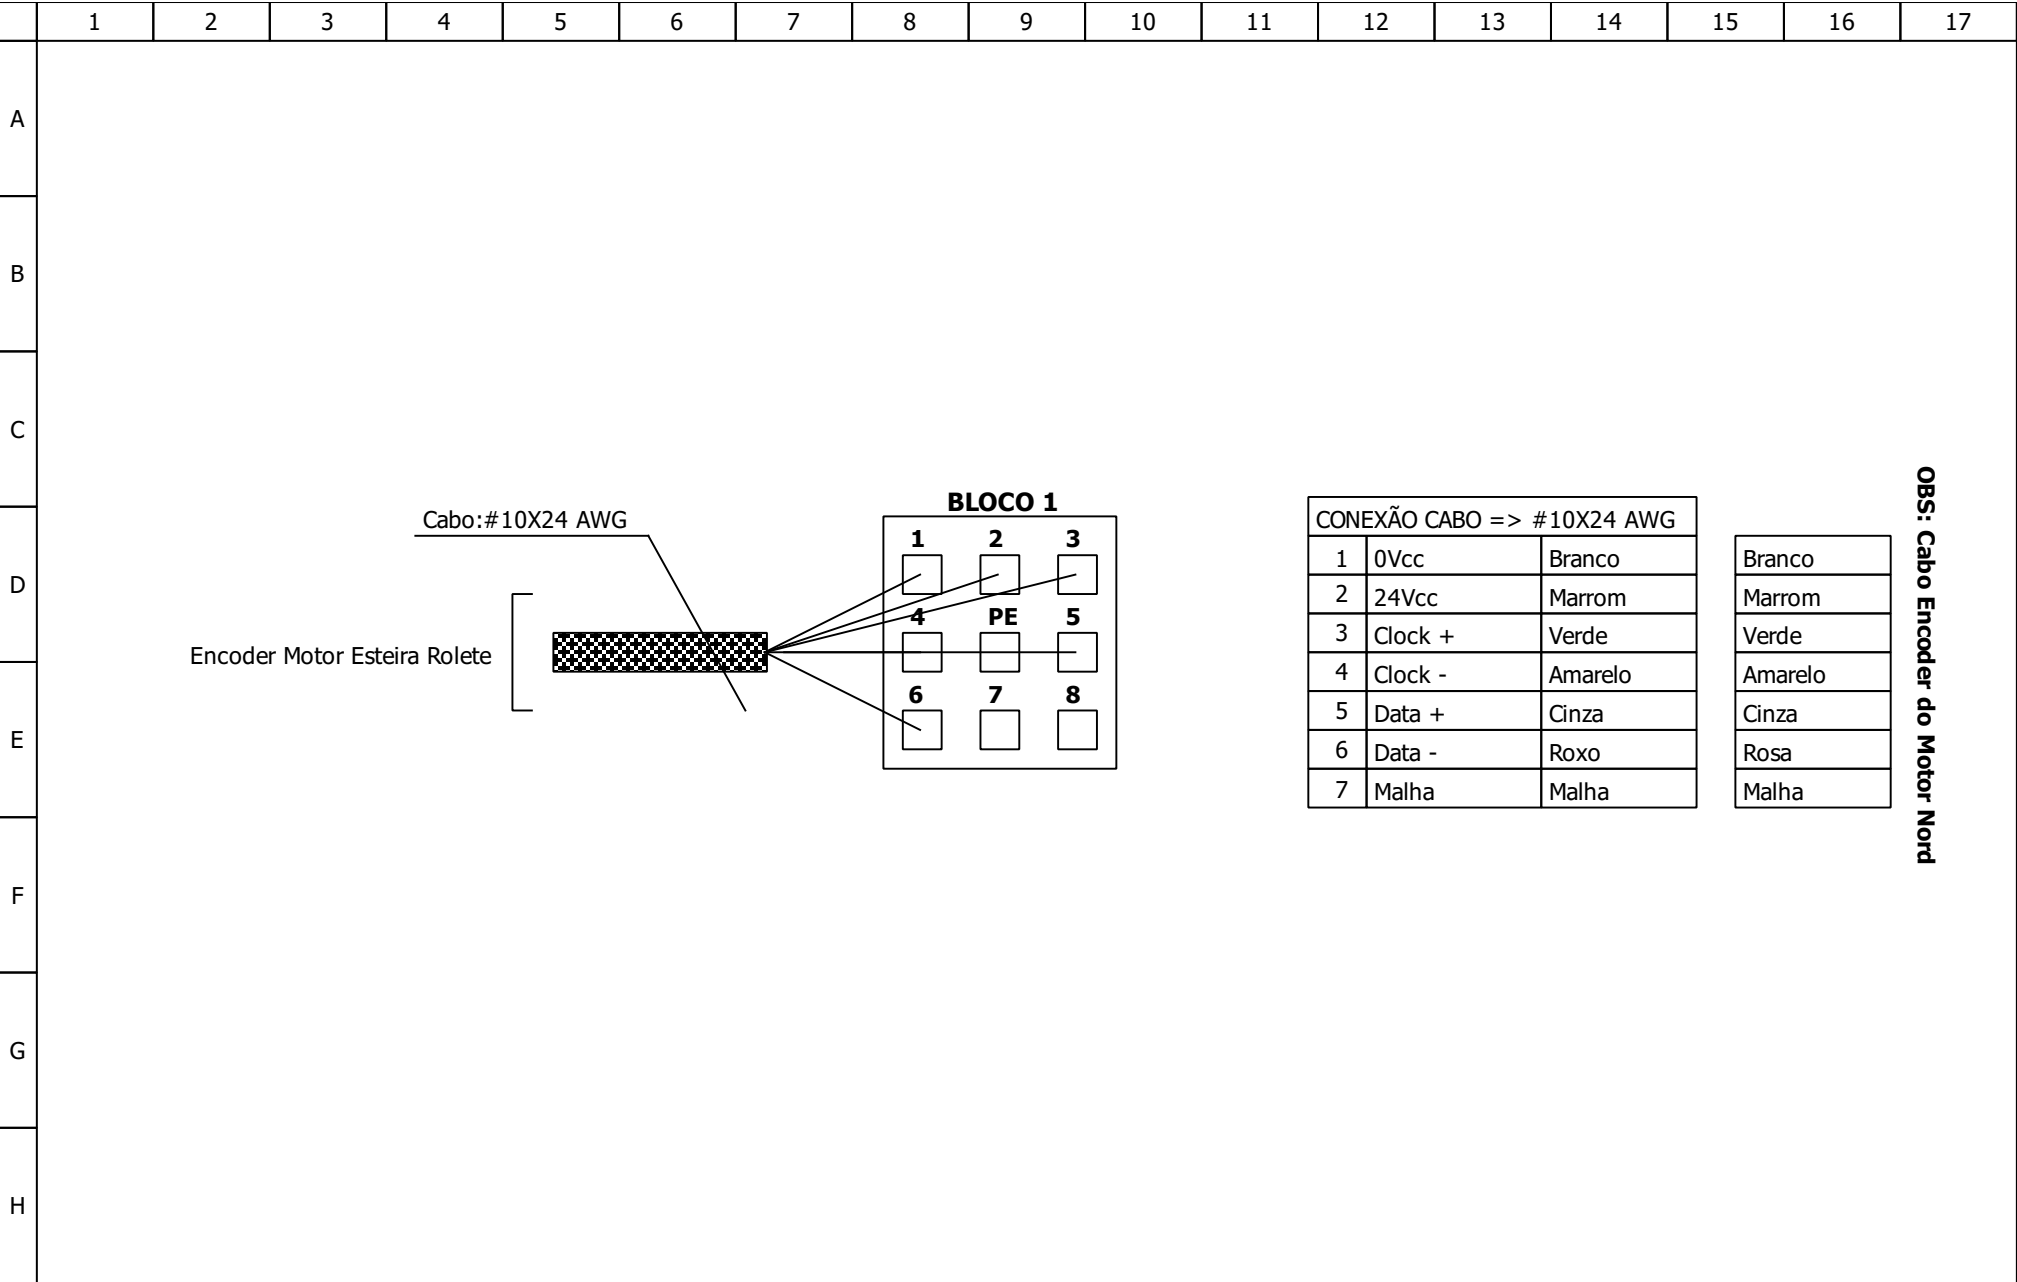 1 2 3 4 5 6 7 8 9 10 11 12 13 14 15 16 17
A
B
C
D
E
F
G
H
Cabo:#10X24 AWG
Encoder Motor Esteira Rolete
BLOCO 1
1 2 3
4 PE 5
6 7 8
CONEXÃO CABO => #10X24 AWG
1 0Vcc Branco Branco
2 24Vcc Marrom Marrom
3 Clock + Verde Verde
4 Clock - Amarelo Amarelo
5 Data + Cinza Cinza
6 Data - Roxo Rosa
7 Malha Malha Malha
OBS: Cabo Encoder do Motor Nord